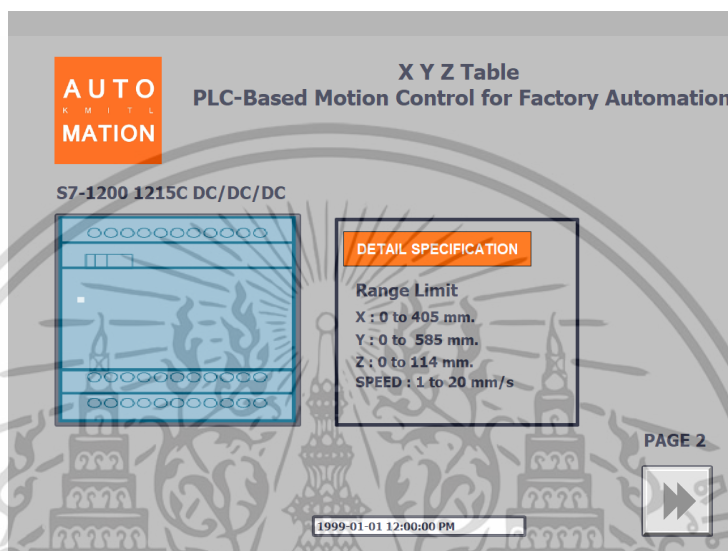 AUTO
KMITL
MATION
X Y Z Table
PLC-Based Motion Control for Factory Automation
S7-1200 1215C DC/DC/DC
DETAIL SPECIFICATION
Range Limit
X : 0 to 405 mm.
Y : 0 to 585 mm.
Z : 0 to 114 mm.
SPEED : 1 to 20 mm/s
PAGE 2
1999-01-01 12:00:00 PM